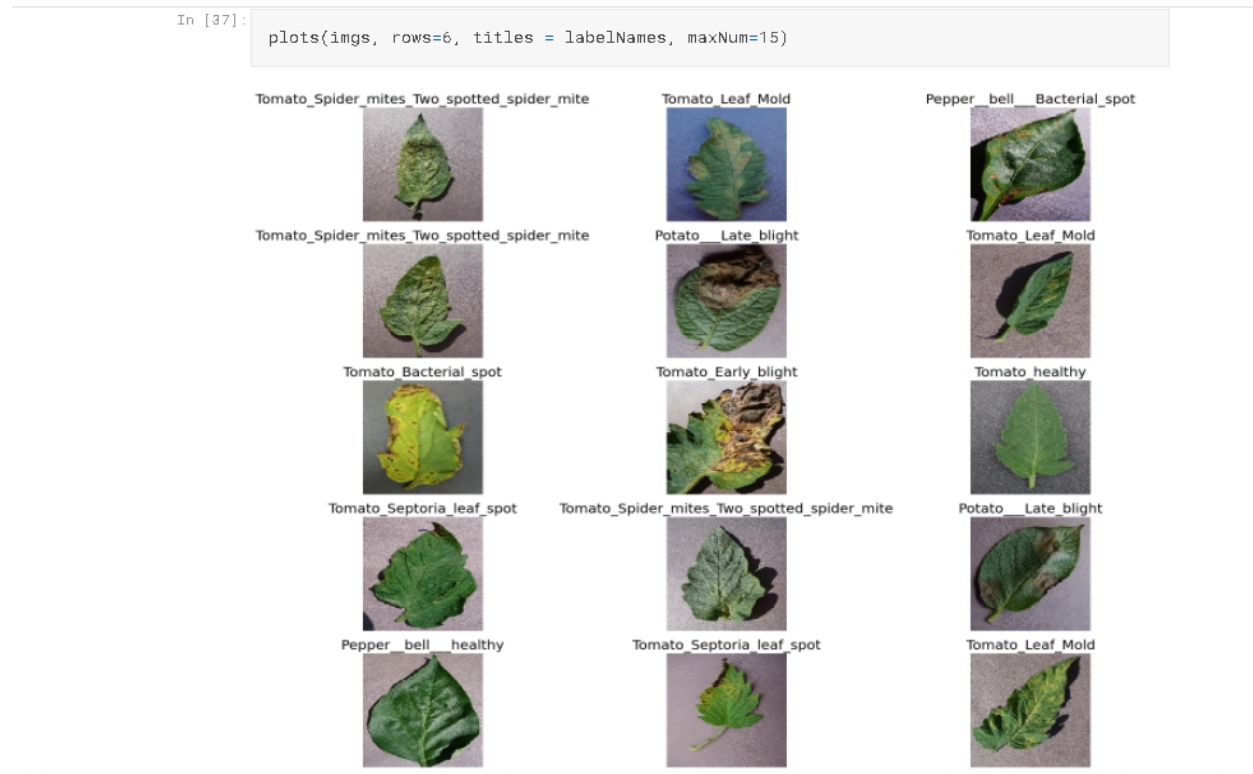 In [37]:
plots(imgs, rows=6, titles = labelNames, maxNum=15)
Tomato_Spider_mites_Two_spotted_spider_mite Tomato_Leaf_Mold Pepper__bell___Bacterial_spot
Tomato_Spider_mites_Two_spotted_spider_mite Potato___Late_blight Tomato_Leaf_Mold
Tomato_Bacterial_spot Tomato_Early_blight Tomato_healthy
Tomato_Septoria_leaf_spot Tomato_Spider_mites_Two_spotted_spider_mite Potato___Late_blight
Pepper__bell___healthy Tomato_Septoria_leaf_spot Tomato_Leaf_Mold